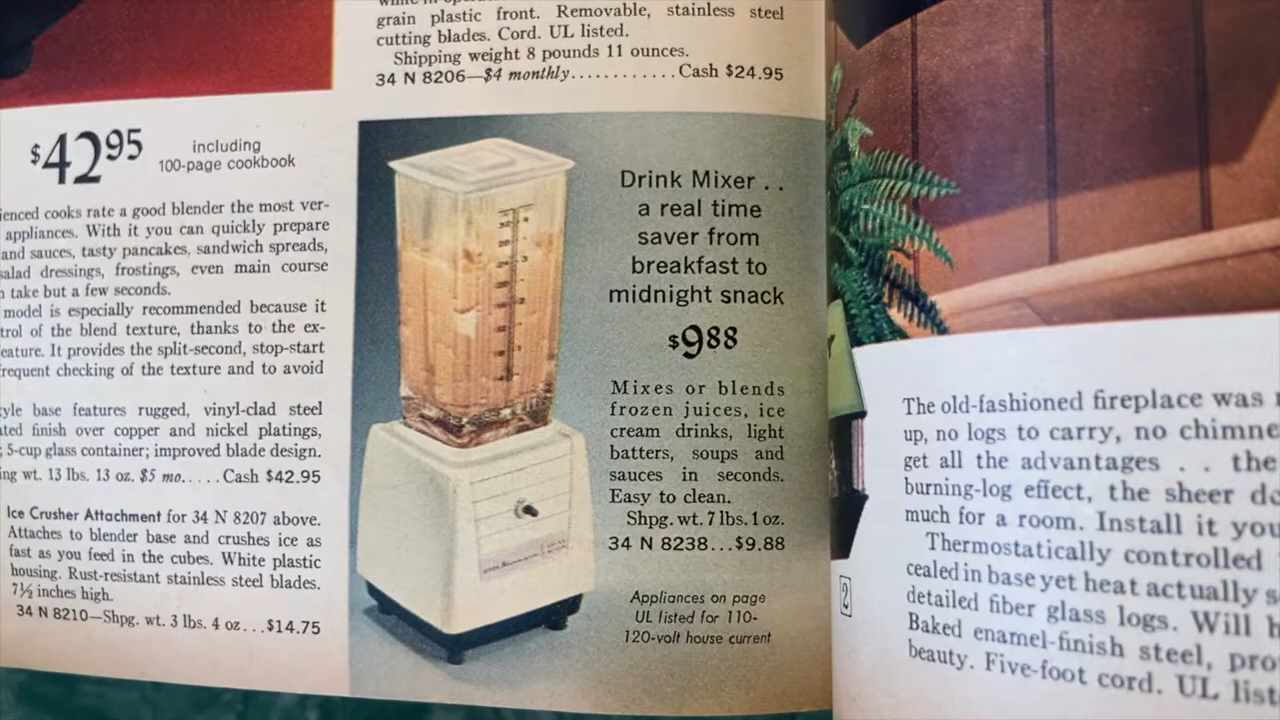 grain plastic front. Removable, stainless steel
cutting blades. Cord. UL listed.
Shipping weight 8 pounds 11 ounces.
34 N 8206—$4 monthly............Cash $24.95
$42 95
including
100-page cookbook
ienced cooks rate a good blender the most ver-
appliances. With it you can quickly prepare
and sauces, tasty pancakes, sandwich spreads,
salad dressings, frostings, even main course
take but a few seconds.
model is especially recommended because it
trol of the blend texture, thanks to the ex-
eature. It provides the split-second, stop-start
requent checking of the texture and to avoid
tyle base features rugged, vinyl-clad steel
ated finish over copper and nickel platings,
; 5-cup glass container; improved blade design.
ing wt. 13 lbs. 13 oz. $5 mo.....Cash $42.95
Ice Crusher Attachment for 34 N 8207 above.
Attaches to blender base and crushes ice as
fast as you feed in the cubes. White plastic
housing. Rust-resistant stainless steel blades.
7½ inches high.
34 N 8210—Shpg. wt. 3 lbs. 4 oz...$14.75
Drink Mixer . .
a real time
saver from
breakfast to
midnight snack
$9 88
Mixes or blends
frozen juices, ice
cream drinks, light
batters, soups and
sauces in seconds.
Easy to clean.
Shpg. wt. 7 lbs. 1 oz.
34 N 8238...$9.88
Appliances on page
UL listed for 110-
120-volt house current
2
The old-fashioned fireplace was
up, no logs to carry, no chimne
get all the advantages . . the
burning-log effect, the sheer de
much for a room. Install it you
Thermostatically controlled
cealed in base yet heat actually s
detailed fiber glass logs. Will h
Baked enamel-finish steel, pro
beauty. Five-foot cord. UL list